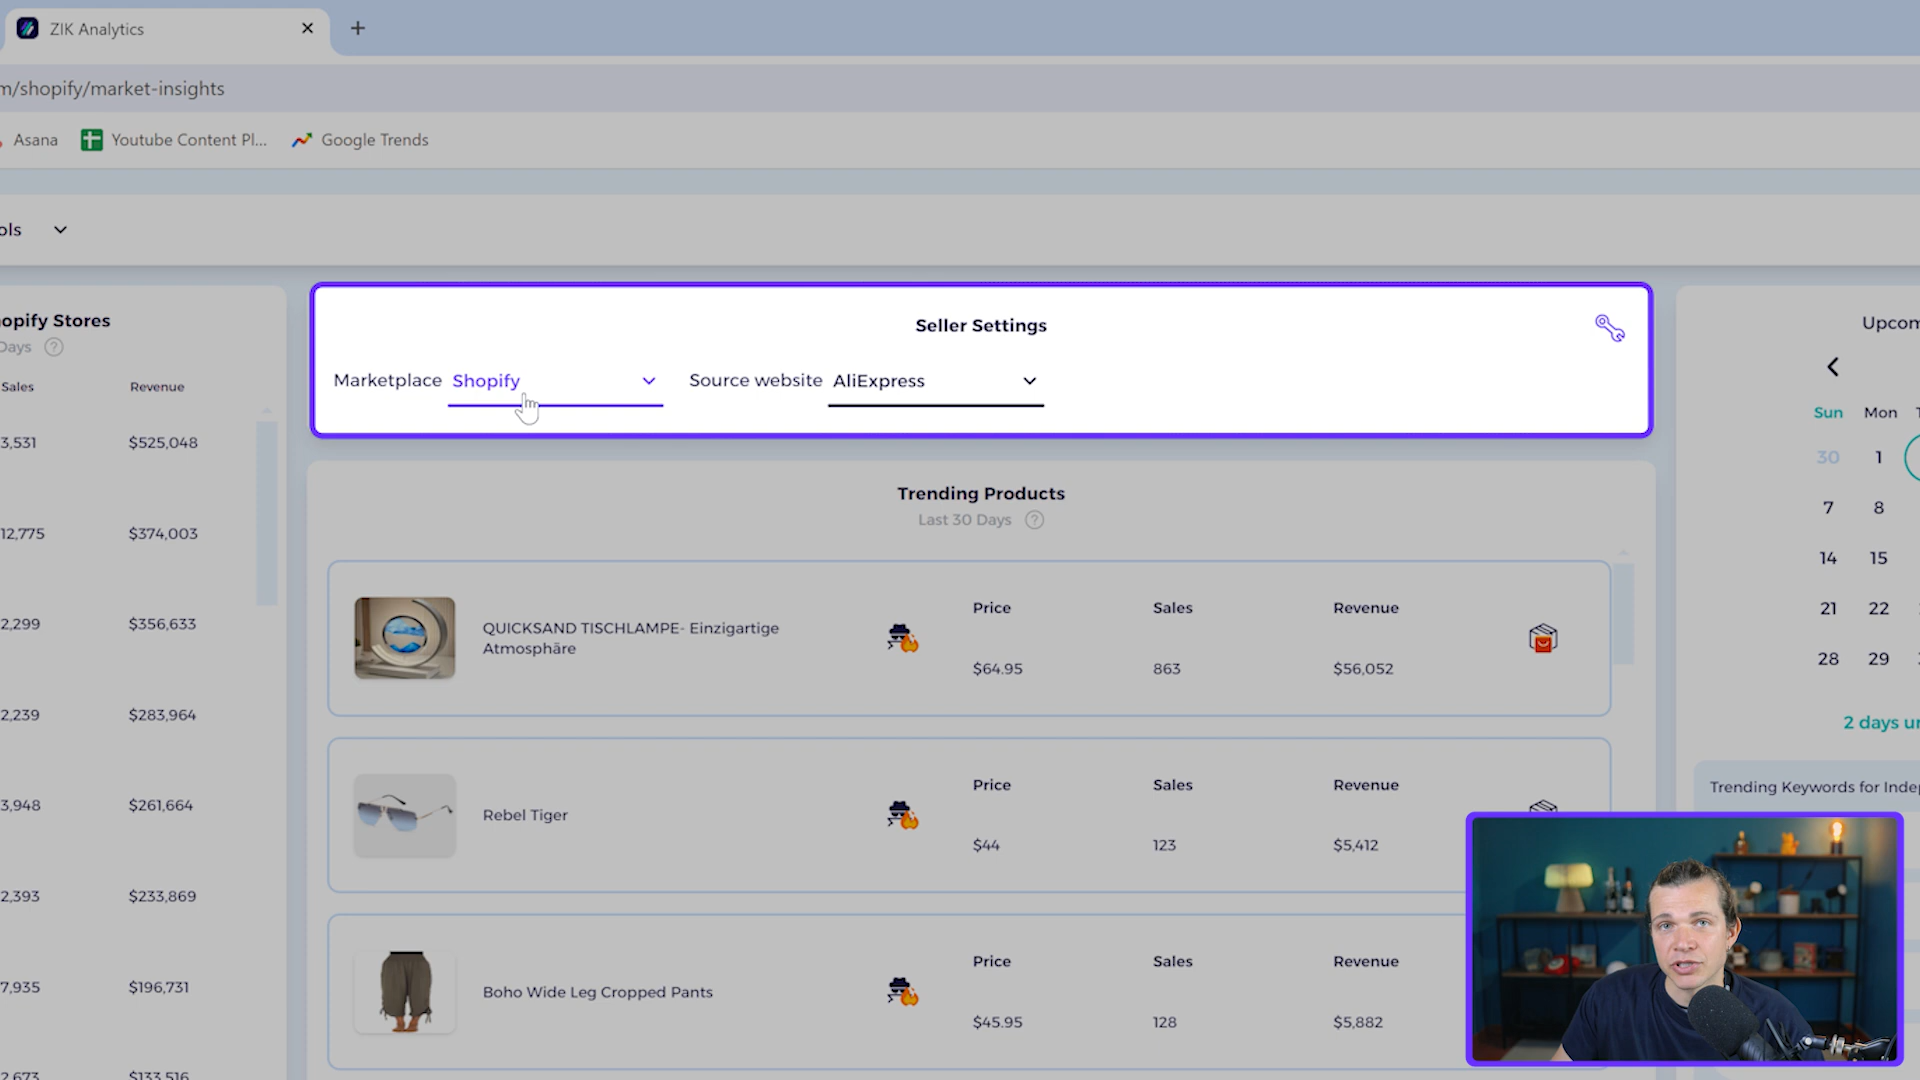 ZIK Analytics
m/shopify/market-insights
Asana
Youtube Content Pl...
Google Trends
ols
opify Stores
Days ?
Sales Revenue
3,531 $525,048
12,775 $374,003
2,299 $356,633
2,239 $283,964
3,948 $261,664
2,393 $233,869
7,935 $196,731
2,673 $133,516
Seller Settings
Marketplace Shopify Source website AliExpress
Trending Products
Last 30 Days ?
QUICKSAND TISCHLAMPE- Einzigartige
Atmosphäre
Price Sales Revenue
$64.95 863 $56,052
Rebel Tiger
Price Sales Revenue
$44 123 $5,412
Boho Wide Leg Cropped Pants
Price Sales Revenue
$45.95 128 $5,882
Upcom
Sun Mon T
30 1
7 8
14 15
21 22
28 29
2 days un
Trending Keywords for Indep